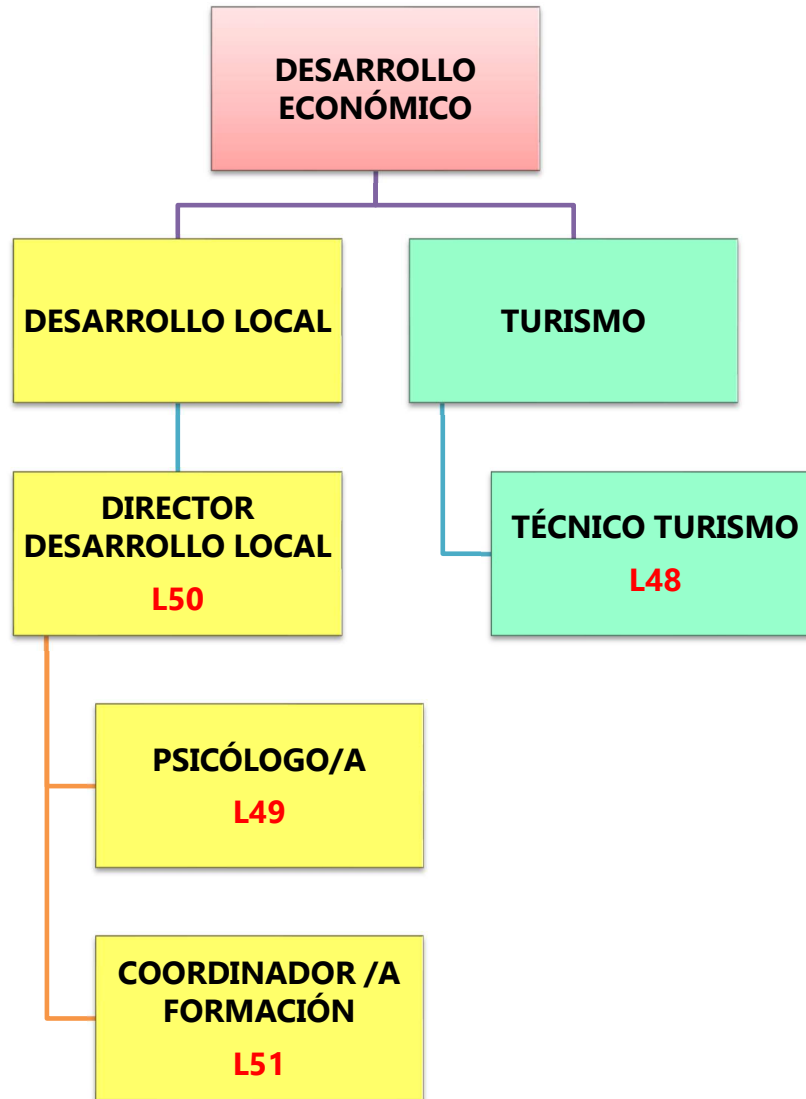 DESARROLLO
ECONÓMICO
DESARROLLO LOCAL
TURISMO
DIRECTOR
DESARROLLO LOCAL
L50
TÉCNICO TURISMO
L48
PSICÓLOGO/A
L49
COORDINADOR /A
FORMACIÓN
L51